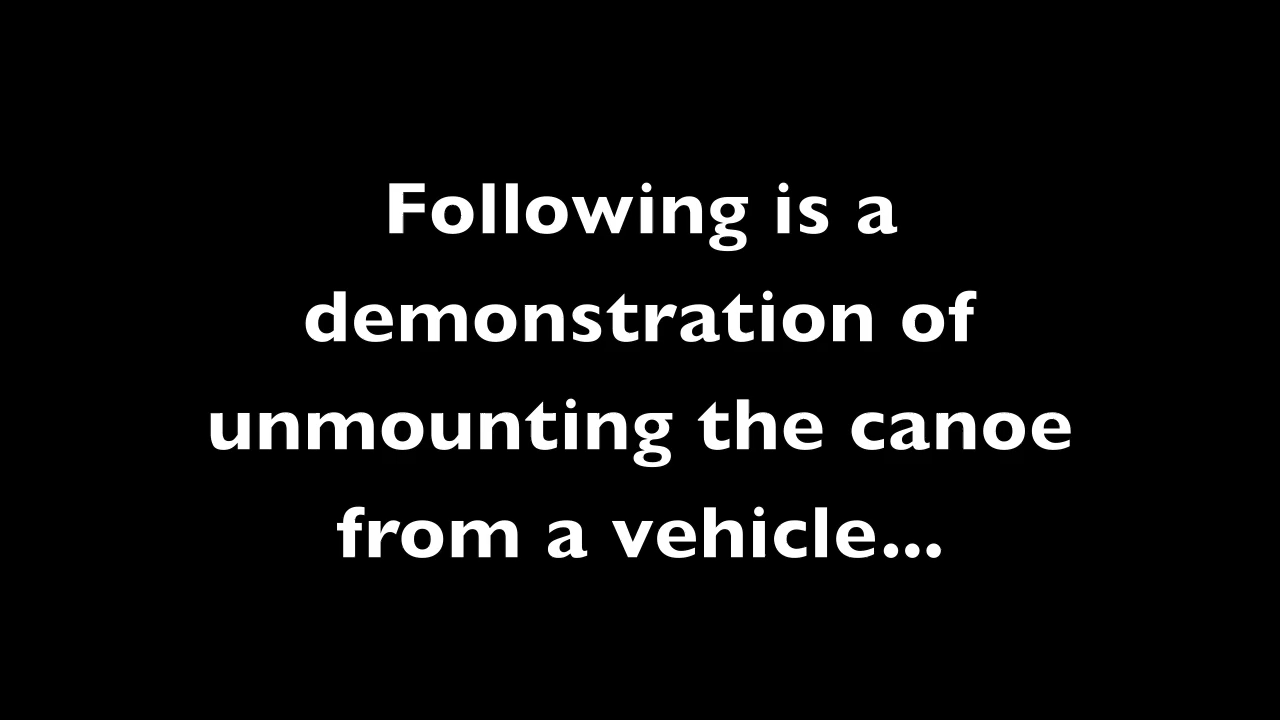 Following is a
demonstration of
unmounting the canoe
from a vehicle...